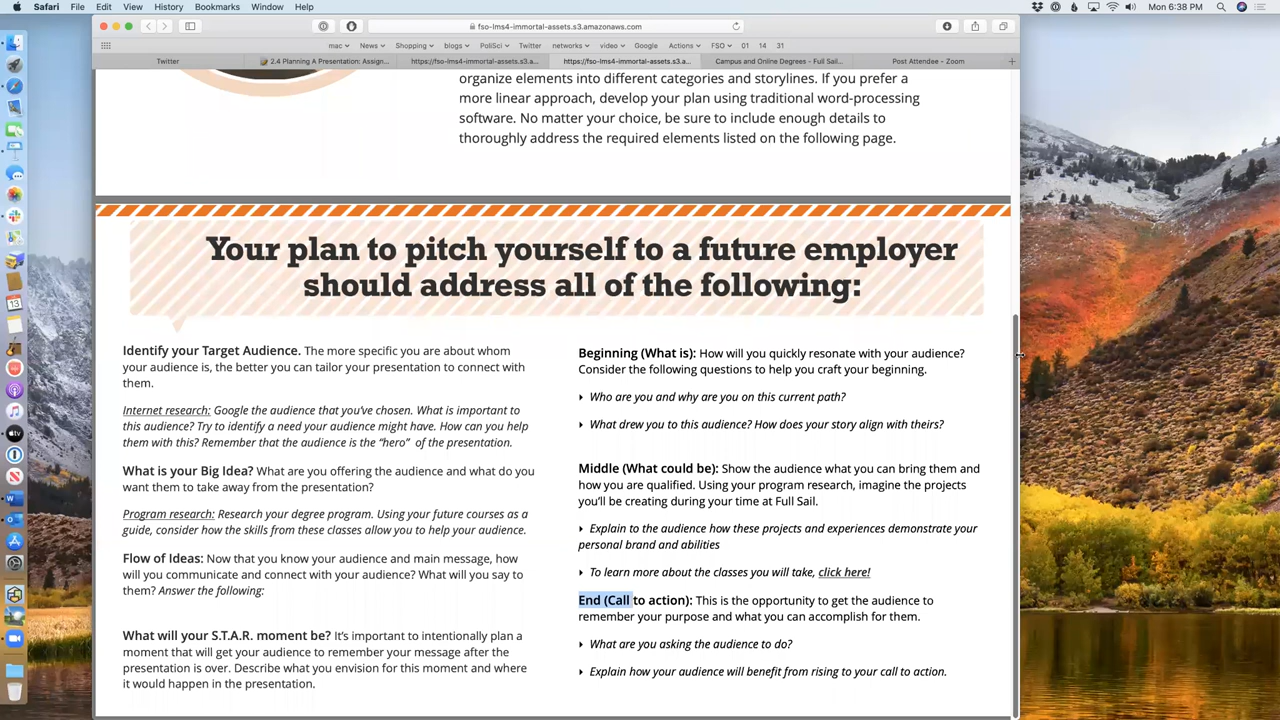 Safari File Edit View History Bookmarks Window Help
Mon 6:38 PM
fso-lms4-immortal-assets.s3.amazonaws.com
mac News Shopping blogs PoliSci Twitter networks video Google Actions FSO 01 14 31
Twitter
2.4 Planning A Presentation: Assign...
https://fso-lms4-immortal-assets.s3.a...
https://fso-lms4-immortal-assets.s3.a...
Campus and Online Degrees - Full Sail...
Post Attendee - Zoom
organize elements into different categories and storylines. If you prefer a
more linear approach, develop your plan using traditional word-processing
software. No matter your choice, be sure to include enough details to
thoroughly address the required elements listed on the following page.
Your plan to pitch yourself to a future employer
should address all of the following:
Identify your Target Audience. The more specific you are about whom
your audience is, the better you can tailor your presentation to connect with
them.
Internet research: Google the audience that you've chosen. What is important to
this audience? Try to identify a need your audience might have. How can you help
them with this? Remember that the audience is the "hero" of the presentation.
What is your Big Idea? What are you offering the audience and what do you
want them to take away from the presentation?
Program research: Research your degree program. Using your future courses as a
guide, consider how the skills from these classes allow you to help your audience.
Flow of Ideas: Now that you know your audience and main message, how
will you communicate and connect with your audience? What will you say to
them? Answer the following:
What will your S.T.A.R. moment be? It's important to intentionally plan a
moment that will get your audience to remember your message after the
presentation is over. Describe what you envision for this moment and where
it would happen in the presentation.
Beginning (What is): How will you quickly resonate with your audience?
Consider the following questions to help you craft your beginning.
Who are you and why are you on this current path?
What drew you to this audience? How does your story align with theirs?
Middle (What could be): Show the audience what you can bring them and
how you are qualified. Using your program research, imagine the projects
you'll be creating during your time at Full Sail.
Explain to the audience how these projects and experiences demonstrate your
personal brand and abilities
To learn more about the classes you will take, click here!
End (Call to action): This is the opportunity to get the audience to
remember your purpose and what you can accomplish for them.
What are you asking the audience to do?
Explain how your audience will benefit from rising to your call to action.
13